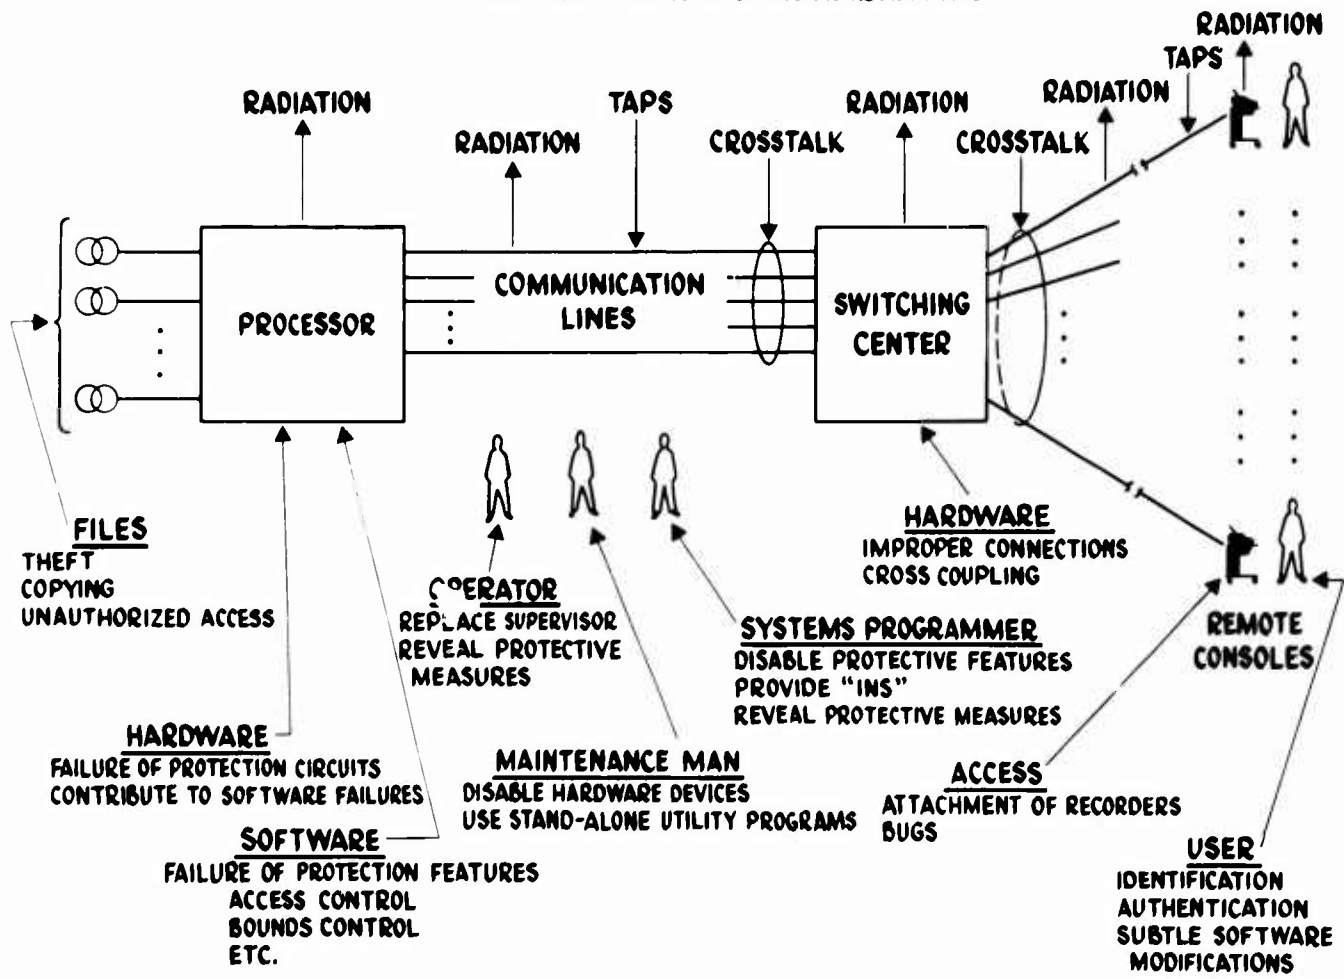 RADIATION
TAPS
RADIATION
RADIATION
TAPS
RADIATION
RADIATION
CROSSTALK
CROSSTALK
PROCESSOR
COMMUNICATION
LINES
SWITCHING
CENTER
FILES
THEFT
COPYING
UNAUTHORIZED ACCESS
OPERATOR
REPLACE SUPERVISOR
REVEAL PROTECTIVE
MEASURES
HARDWARE
IMPROPER CONNECTIONS
CROSS COUPLING
SYSTEMS PROGRAMMER
DISABLE PROTECTIVE FEATURES
PROVIDE "INS"
REVEAL PROTECTIVE MEASURES
REMOTE
CONSOLES
HARDWARE
FAILURE OF PROTECTION CIRCUITS
CONTRIBUTE TO SOFTWARE FAILURES
MAINTENANCE MAN
DISABLE HARDWARE DEVICES
USE STAND-ALONE UTILITY PROGRAMS
ACCESS
ATTACHMENT OF RECORDERS
BUGS
SOFTWARE
FAILURE OF PROTECTION FEATURES
ACCESS CONTROL
BOUNDS CONTROL
ETC.
USER
IDENTIFICATION
AUTHENTICATION
SUBTLE SOFTWARE
MODIFICATIONS